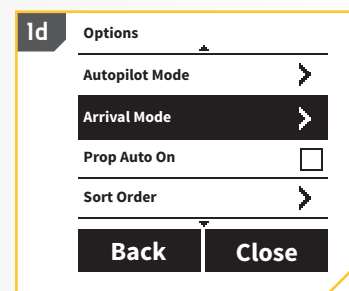 1d
Options
Autopilot Mode
Arrival Mode
Prop Auto On
Sort Order
Back Close